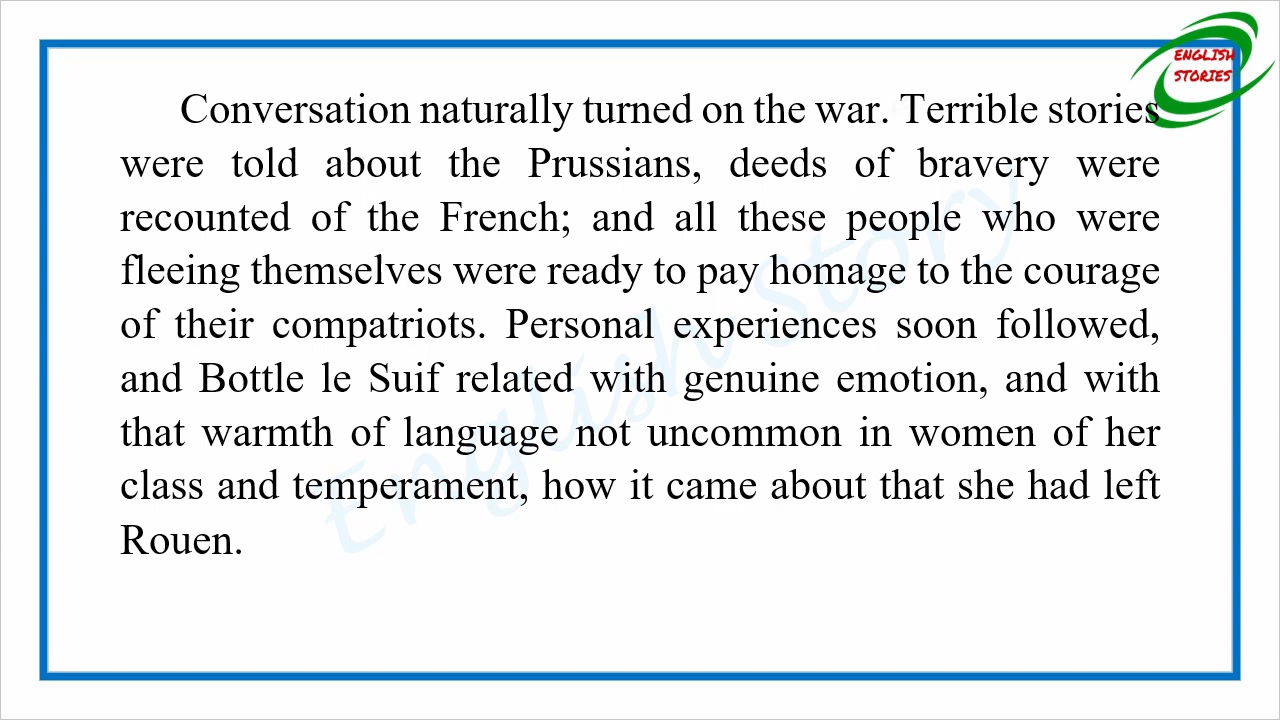 ENGLISH
STORIES
Conversation naturally turned on the war. Terrible stories
were told about the Prussians, deeds of bravery were
recounted of the French; and all these people who were
fleeing themselves were ready to pay homage to the courage
of their compatriots. Personal experiences soon followed,
and Bottle le Suif related with genuine emotion, and with
that warmth of language not uncommon in women of her
class and temperament, how it came about that she had left
Rouen.
English Story